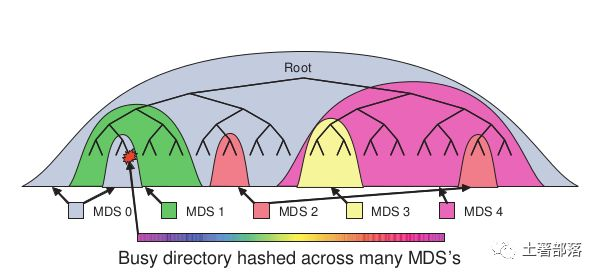 Root
MDS 0 MDS 1 MDS 2 MDS 3 MDS 4
Busy directory hashed across many MDS's
土著部落